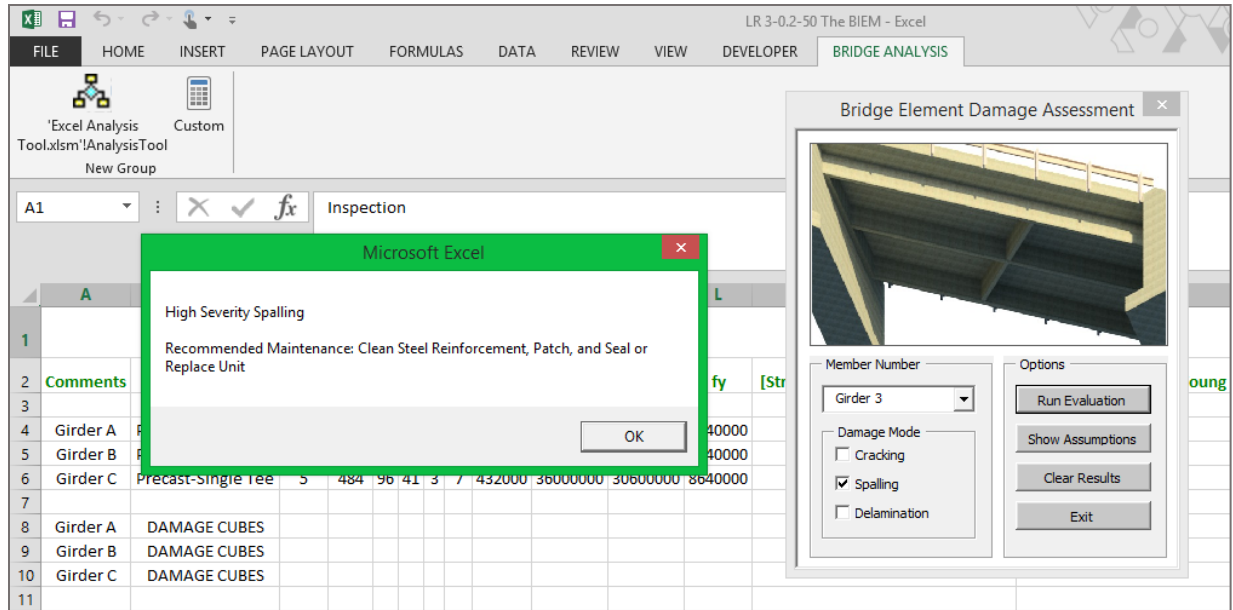 LR 3-0.2-50 The BIEM - Excel
FILE HOME INSERT PAGE LAYOUT FORMULAS DATA REVIEW VIEW DEVELOPER BRIDGE ANALYSIS
'Excel Analysis
Tool.xlsm'!AnalysisTool
Custom
New Group
A1 fx Inspection
Microsoft Excel
High Severity Spalling
Recommended Maintenance: Clean Steel Reinforcement, Patch, and Seal or
Replace Unit
OK
Bridge Element Damage Assessment
Member Number
Girder 3
Damage Mode
Cracking
Spalling
Delamination
Options
Run Evaluation
Show Assumptions
Clear Results
Exit
A L
1
2 Comments fy [Str oung
3
4 Girder A 40000
5 Girder B 40000
6 Girder C Precast-Single Tee 5 484 96 41 3 7 432000 36000000 30600000 8640000
7
8 Girder A DAMAGE CUBES
9 Girder B DAMAGE CUBES
10 Girder C DAMAGE CUBES
11